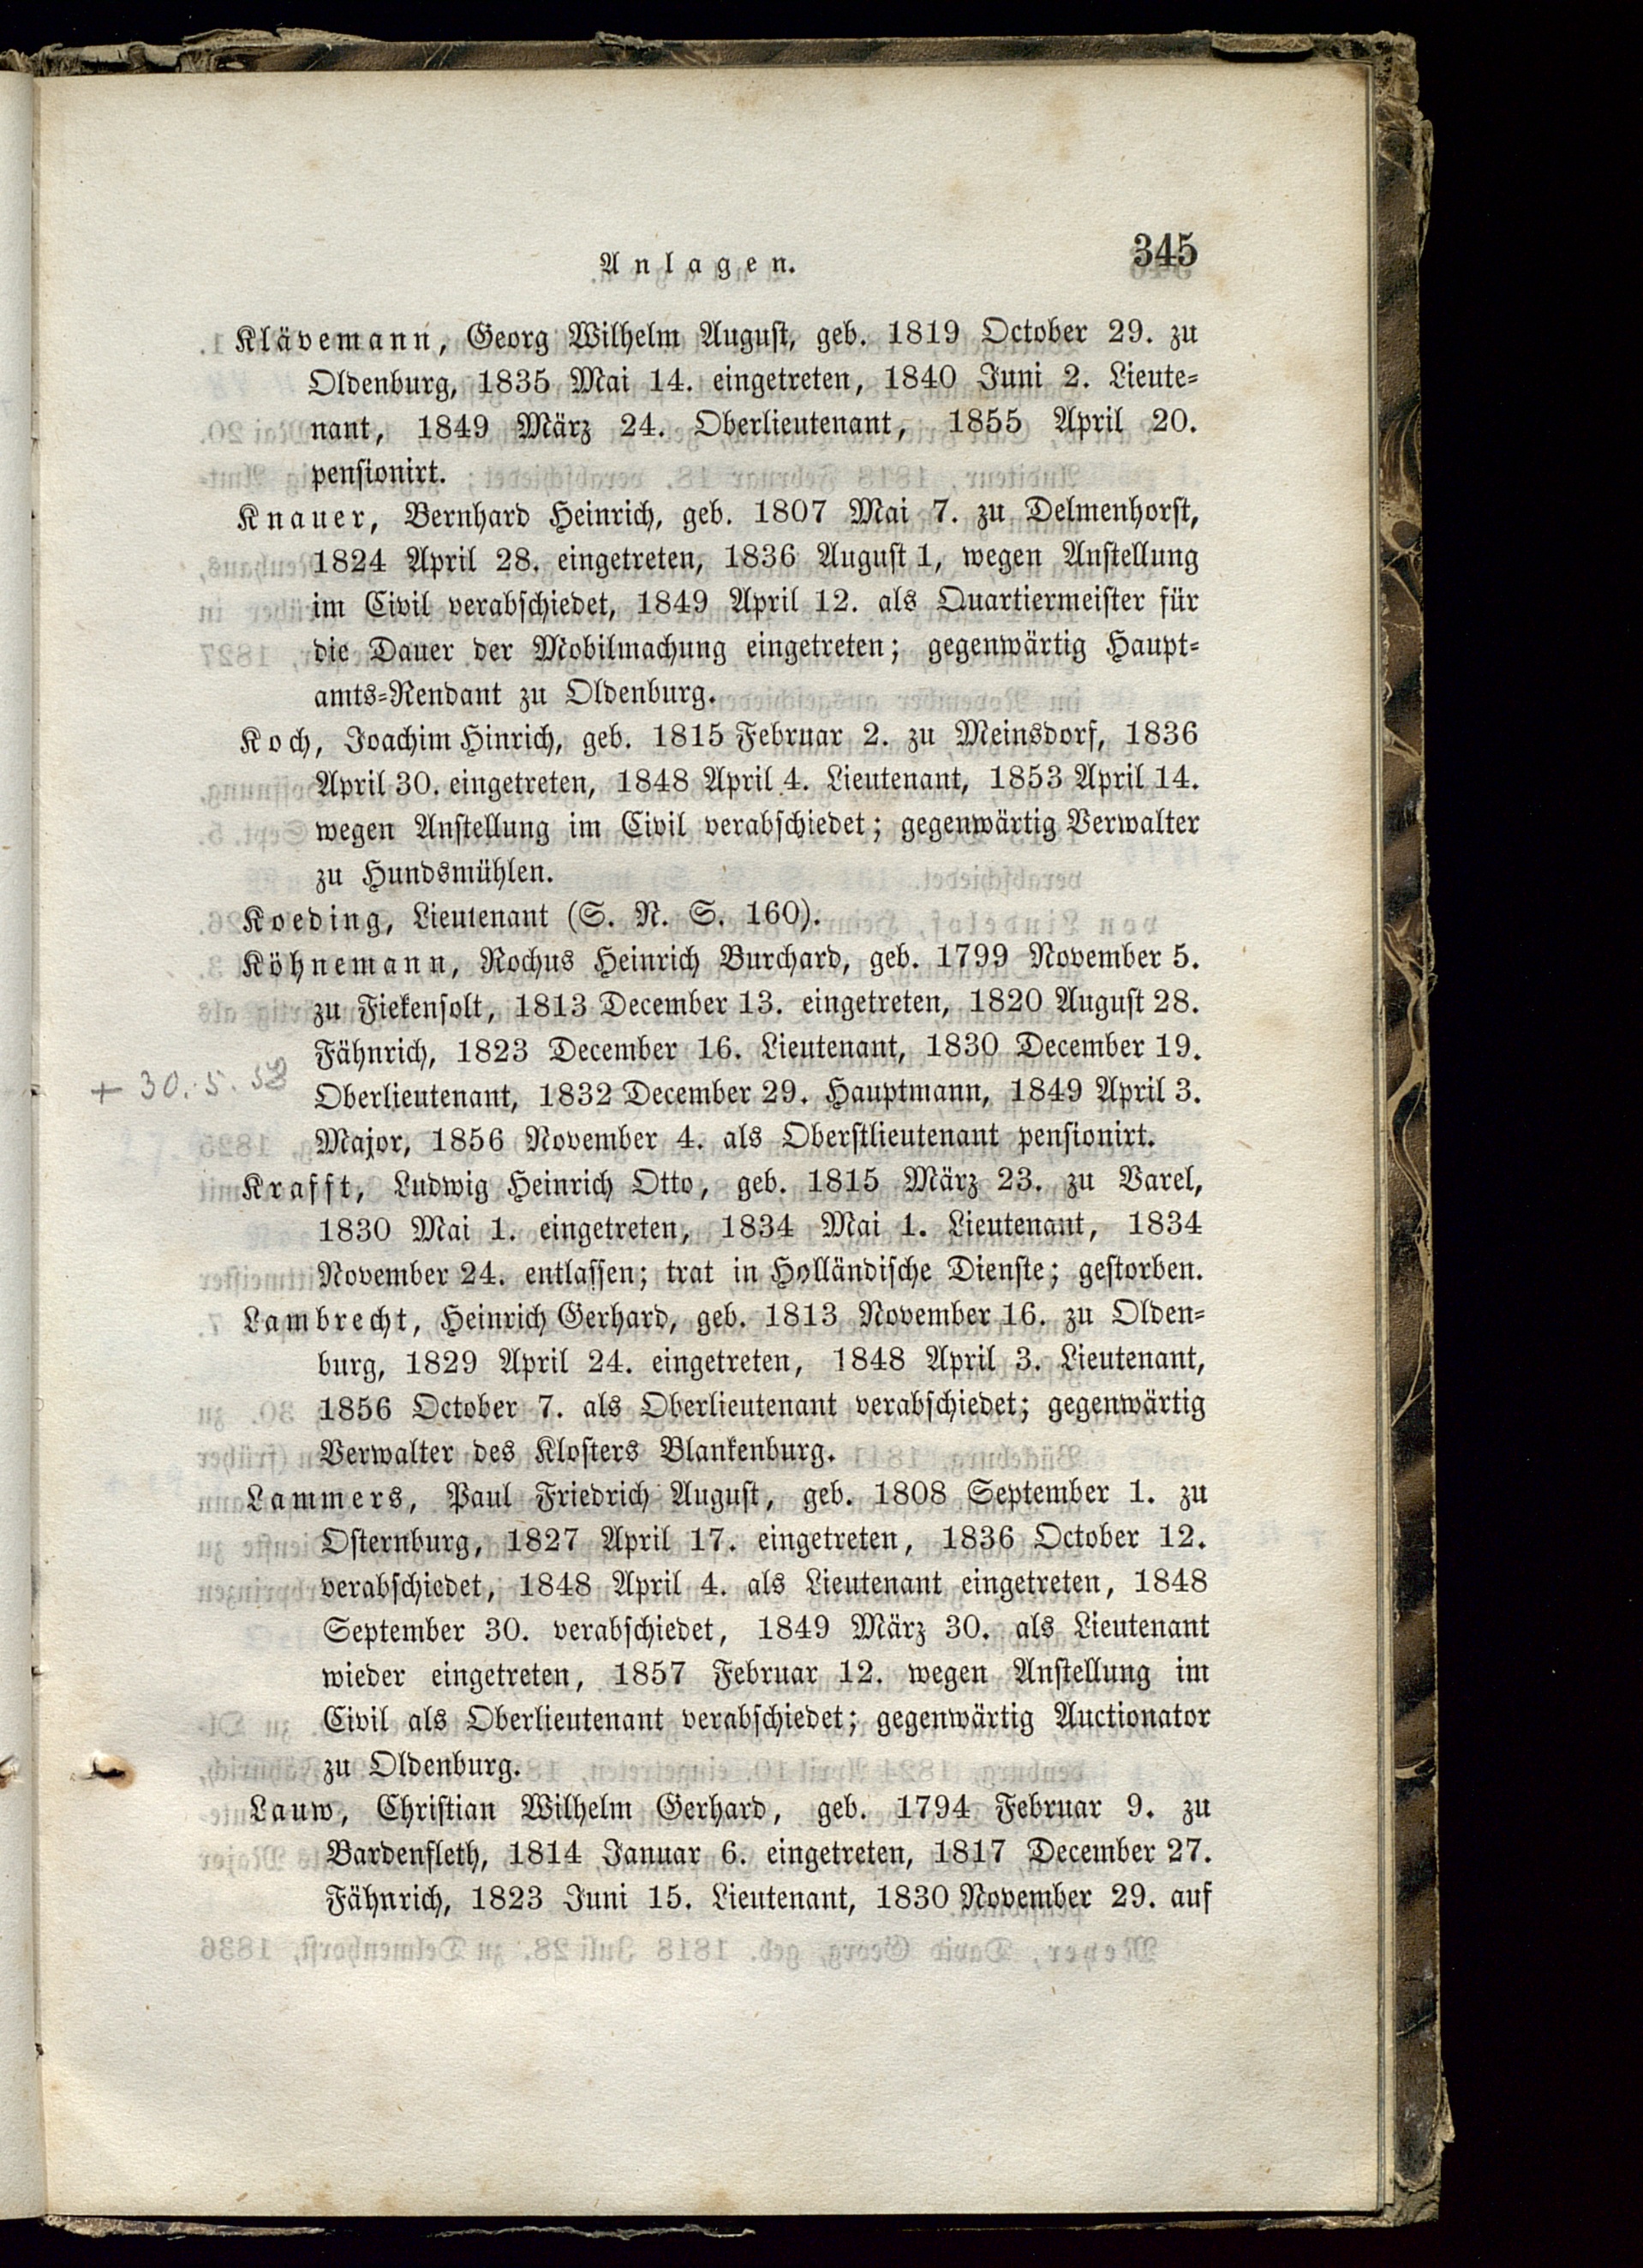 Anlagen. 345
Klävemann, Georg Wilhelm August, geb. 1819 October 29. zu
Oldenburg, 1835 Mai 14. eingetreten, 1840 Juni 2. Lieute-
nant, 1849 März 24. Oberlieutenant, 1855 April 20.
pensionirt.
Knauer, Bernhard Heinrich, geb. 1807 Mai 7. zu Delmenhorst,
1824 April 28. eingetreten, 1836 August 1, wegen Anstellung
im Civil verabschiedet, 1849 April 12. als Quartiermeister für
die Dauer der Mobilmachung eingetreten; gegenwärtig Haupt-
amts-Rendant zu Oldenburg.
Koch, Joachim Hinrich, geb. 1815 Februar 2. zu Meinsdorf, 1836
April 30. eingetreten, 1848 April 4. Lieutenant, 1853 April 14.
wegen Anstellung im Civil verabschiedet; gegenwärtig Verwalter
zu Hundsmühlen.
Koeding, Lieutenant (S. N. S. 160).
Köhnemann, Rochus Heinrich Burchard, geb. 1799 November 5.
zu Fiekensolt, 1813 December 13. eingetreten, 1820 August 28.
Fähnrich, 1823 December 16. Lieutenant, 1830 December 19.
+ 30. 5. 58
Oberlieutenant, 1832 December 29. Hauptmann, 1849 April 3.
Major, 1856 November 4. als Oberstlieutenant pensionirt.
Krafft, Ludwig Heinrich Otto, geb. 1815 März 23. zu Varel,
1830 Mai 1. eingetreten, 1834 Mai 1. Lieutenant, 1834
November 24. entlassen; trat in Holländische Dienste; gestorben.
Lambrecht, Heinrich Gerhard, geb. 1813 November 16. zu Olden-
burg, 1829 April 24. eingetreten, 1848 April 3. Lieutenant,
1856 October 7. als Oberlieutenant verabschiedet; gegenwärtig
Verwalter des Klosters Blankenburg.
Lammers, Paul Friedrich August, geb. 1808 September 1. zu
Osternburg, 1827 April 17. eingetreten, 1836 October 12.
verabschiedet, 1848 April 4. als Lieutenant eingetreten, 1848
September 30. verabschiedet, 1849 März 30. als Lieutenant
wieder eingetreten, 1857 Februar 12. wegen Anstellung im
Civil als Oberlieutenant verabschiedet; gegenwärtig Auctionator
zu Oldenburg.
Lauw, Christian Wilhelm Gerhard, geb. 1794 Februar 9. zu
Bardenfleth, 1814 Januar 6. eingetreten, 1817 December 27.
Fähnrich, 1823 Juni 15. Lieutenant, 1830 November 29. auf